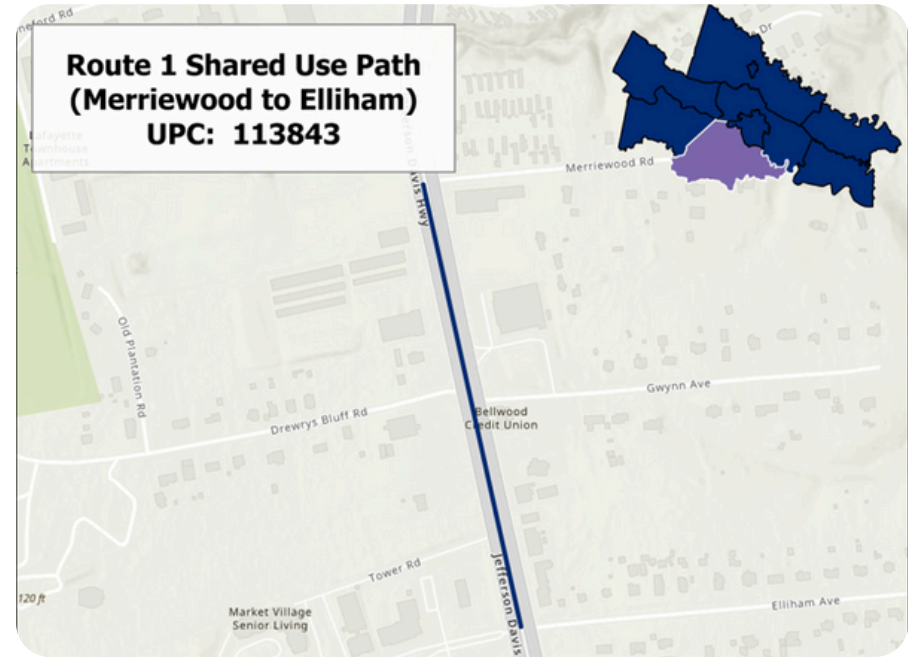 Route 1 Shared Use Path
(Merriewood to Elliham)
UPC: 113843
Lafayette
Townhouse
Apartments
Dr
Merriewood Rd
Old Plantation Rd
Gwynn Ave
Drewrys Bluff Rd
Bellwood
Credit Union
Jefferson Davis
Tower Rd
Elliham Ave
Market Village
Senior Living
120 ft